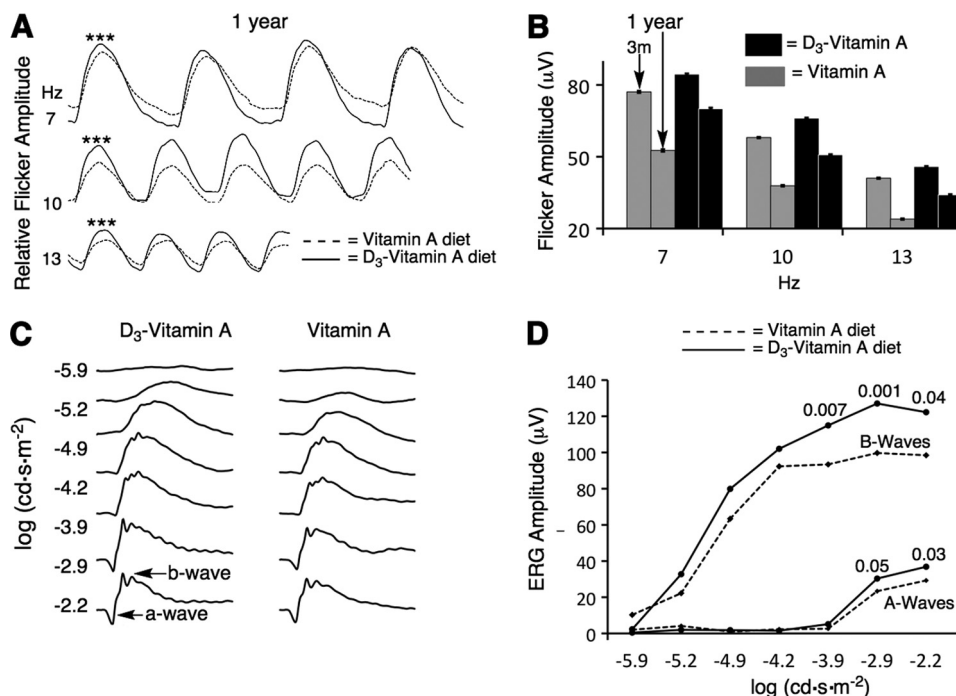 A
1 year
***
Hz
7
***
10
***
13
Relative Flicker Amplitude
= Vitamin A diet
= D₃-Vitamin A diet
B
1 year
3m
= D₃-Vitamin A
= Vitamin A
Flicker Amplitude (µV)
80
50
20
7 10 13
Hz
C
D₃-Vitamin A Vitamin A
log (cd·s·m⁻²)
-5.9
-5.2
-4.9
-4.2
-3.9
-2.9
-2.2
b-wave
a-wave
D
= Vitamin A diet
= D₃-Vitamin A diet
ERG Amplitude (µV)
140
120
100
80
60
40
20
0
0.007 0.001 0.04
B-Waves
0.05 0.03
A-Waves
-5.9 -5.2 -4.9 -4.2 -3.9 -2.9 -2.2
log (cd·s·m⁻²)